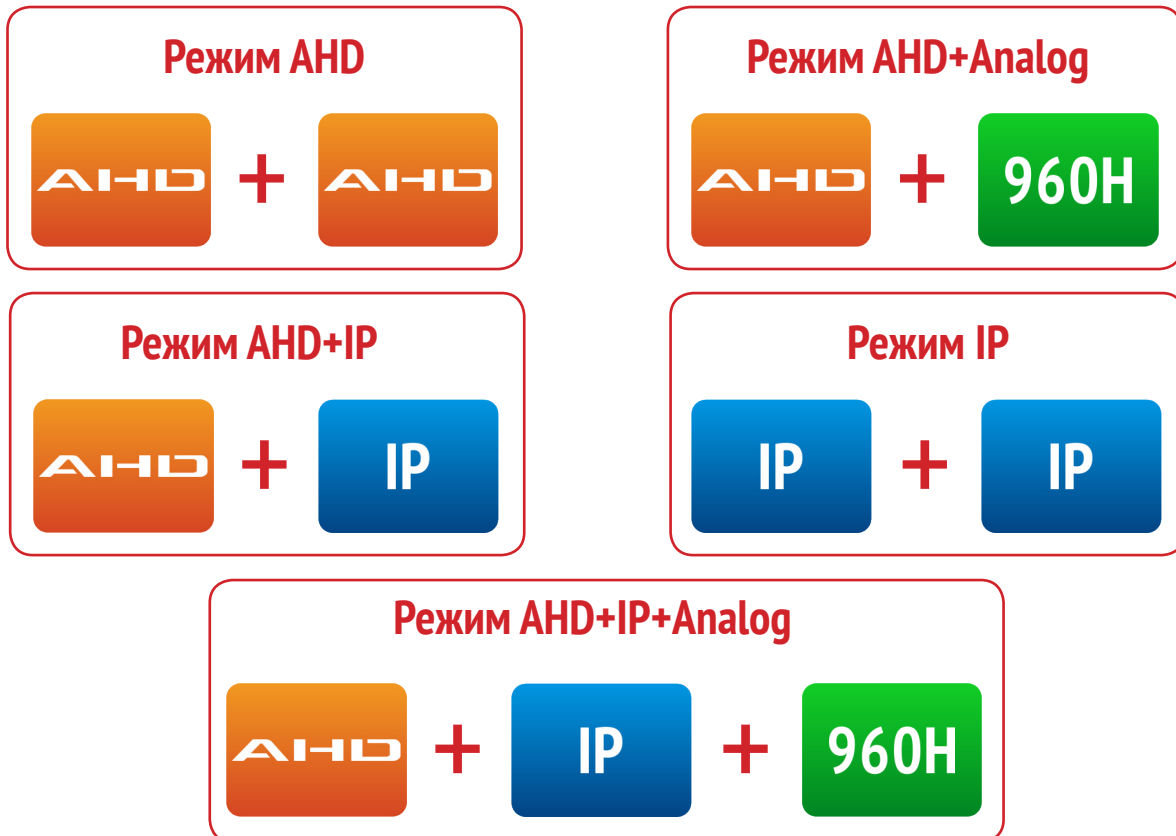 Режим AHD
AHD + AHD
Режим AHD+Analog
AHD + 960H
Режим AHD+IP
AHD + IP
Режим IP
IP + IP
Режим AHD+IP+Analog
AHD + IP + 960H